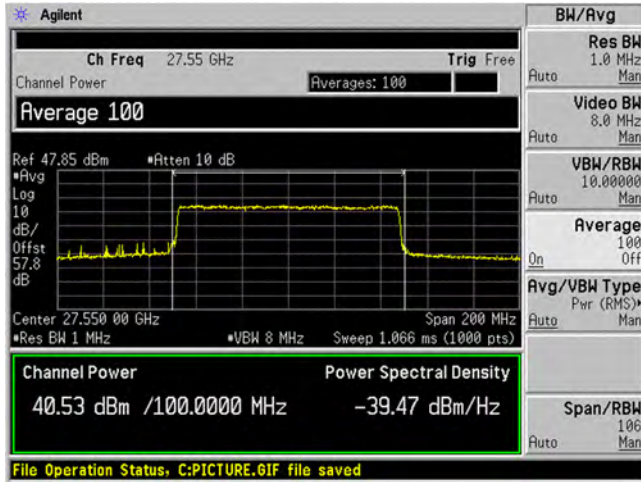 Agilent
BW/Avg
Ch Freq 27.55 GHz Trig Free
Channel Power Averages: 100
Average 100
Ref 47.85 dBm #Atten 10 dB
#Avg
Log
10
dB/
Offst
57.8
dB
Center 27.550 00 GHz Span 200 MHz
#Res BW 1 MHz #VBW 8 MHz Sweep 1.066 ms (1000 pts)
Channel Power Power Spectral Density
40.53 dBm /100.0000 MHz -39.47 dBm/Hz
File Operation Status, C:PICTURE.GIF file saved
Res BW
1.0 MHz
Auto Man
Video BW
8.0 MHz
Auto Man
VBW/RBW
10.00000
Auto Man
Average
100
On Off
Avg/VBW Type
Pwr (RMS)
Auto Man
Span/RBW
106
Auto Man